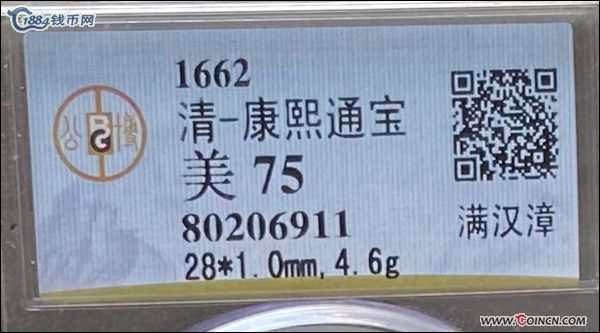 1884钱币网
1662
清-康熙通宝
公博
美 75
80206911
满汉漳
28*1.0mm,4.6g
www.COINCN.com